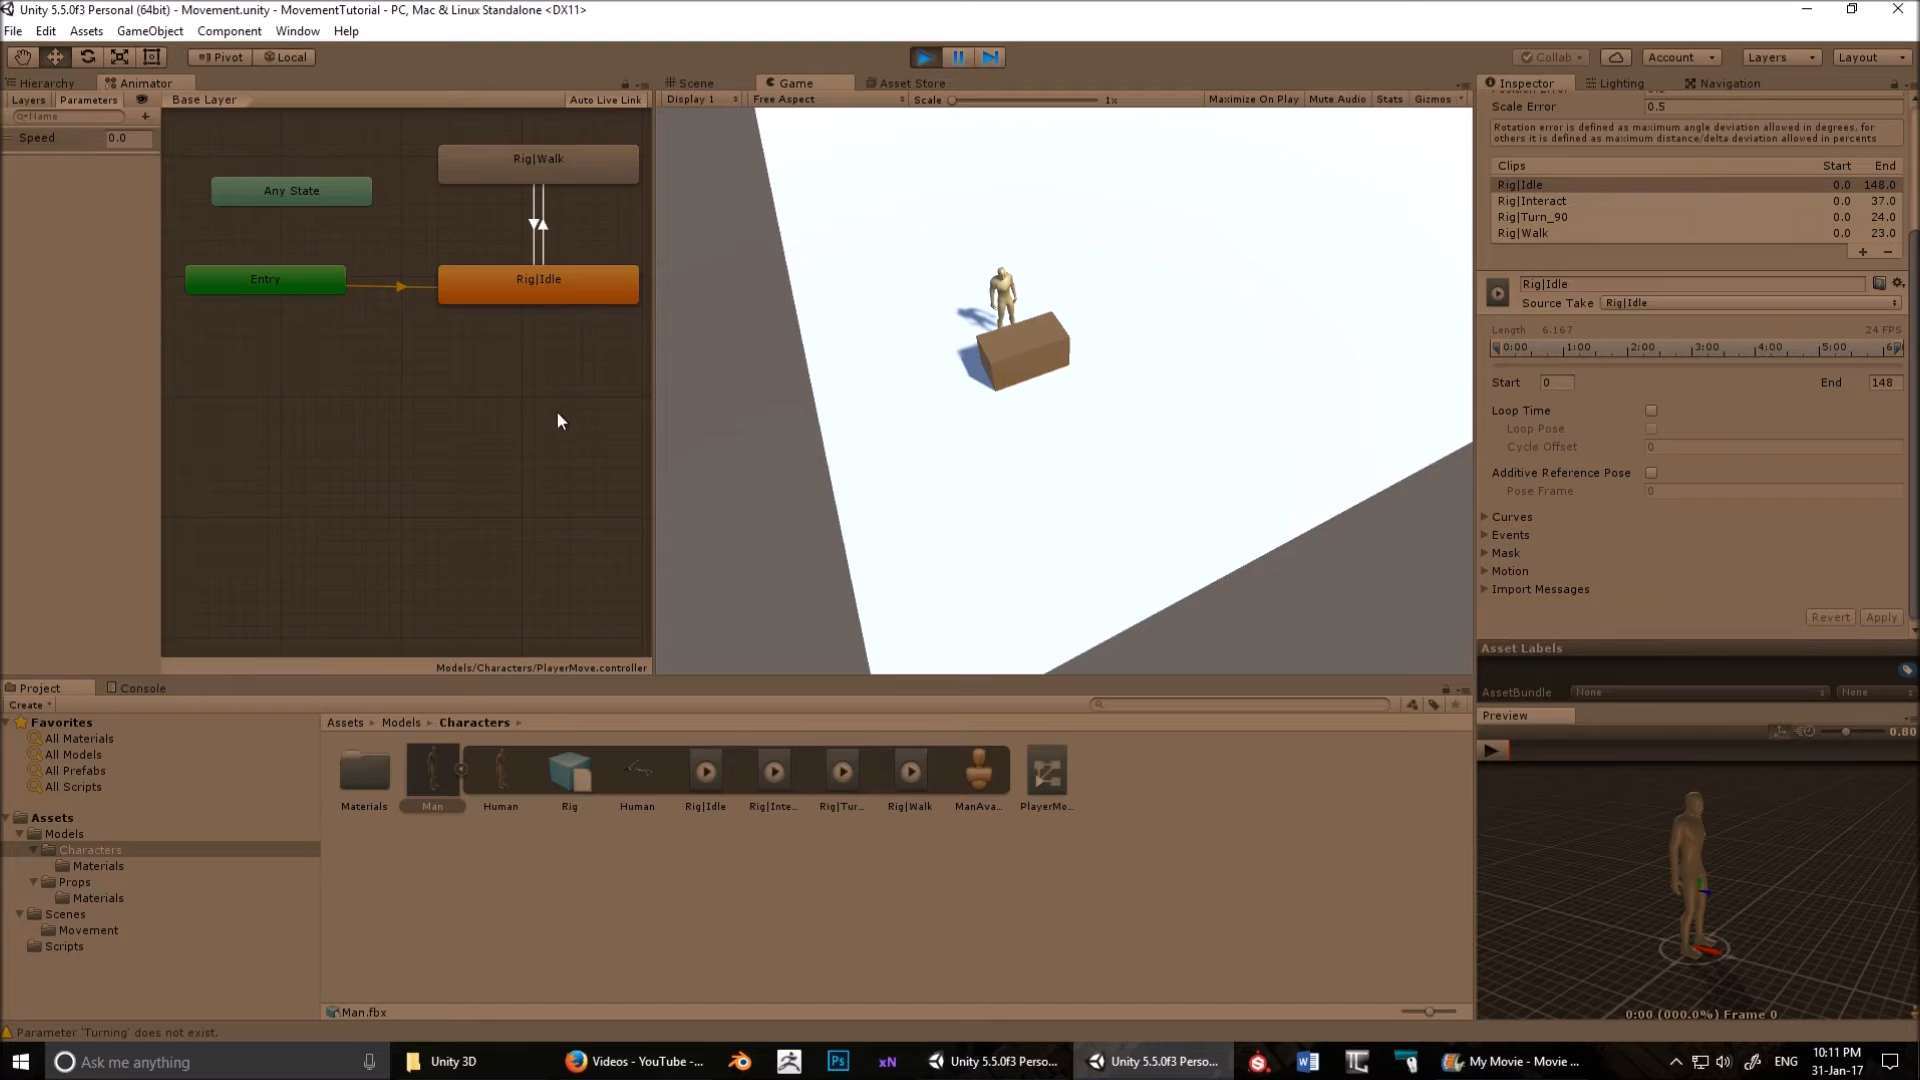 Unity 5.5.0f3 Personal (64bit) - Movement.unity - MovementTutorial - PC, Mac & Linux Standalone <DX11>
File Edit Assets GameObject Component Window Help
Pivot Local Collab Account Layers Layout
Hierarchy Animator Scene Game Asset Store Inspector Lighting Navigation
Layers Parameters Base Layer Auto Live Link Display 1 Free Aspect Scale 1x Maximize On Play Mute Audio Stats Gizmos
Scale Error 0.5
Name
Speed 0.0
Rotation error is defined as maximum angle deviation allowed in degrees, for
others it is defined as maximum distance/delta deviation allowed in percents
Rig|Walk
Any State
Entry
Rig|Idle
Clips Start End
Rig|Idle 0.0 148.0
Rig|Interact 0.0 37.0
Rig|Turn_90 0.0 24.0
Rig|Walk 0.0 23.0
Rig|Idle
Source Take Rig|Idle
Length 6.167 24 FPS
0:00 1:00 2:00 3:00 4:00 5:00
Start 0 End 148
Loop Time
Loop Pose
Cycle Offset 0
Additive Reference Pose
Pose Frame 0
Curves
Events
Mask
Motion
Import Messages
Revert Apply
Asset Labels
AssetBundle None None
Preview
0.80
0:00 (000.0%) Frame 0
Models/Characters/PlayerMove.controller
Project Console
Create
Favorites
All Materials
All Models
All Prefabs
All Scripts
Assets
Models
Characters
Materials
Props
Materials
Scenes
Movement
Scripts
Assets Models Characters
Materials Man Human Rig Human Rig|Idle Rig|Inte... Rig|Tur... Rig|Walk ManAva... PlayerMo...
Man.fbx
Parameter 'Turning' does not exist.
Ask me anything Unity 3D Videos - YouTube -... Ps xN Unity 5.5.0f3 Perso... Unity 5.5.0f3 Perso... My Movie - Movie ... ENG 10:11 PM
31-Jan-17